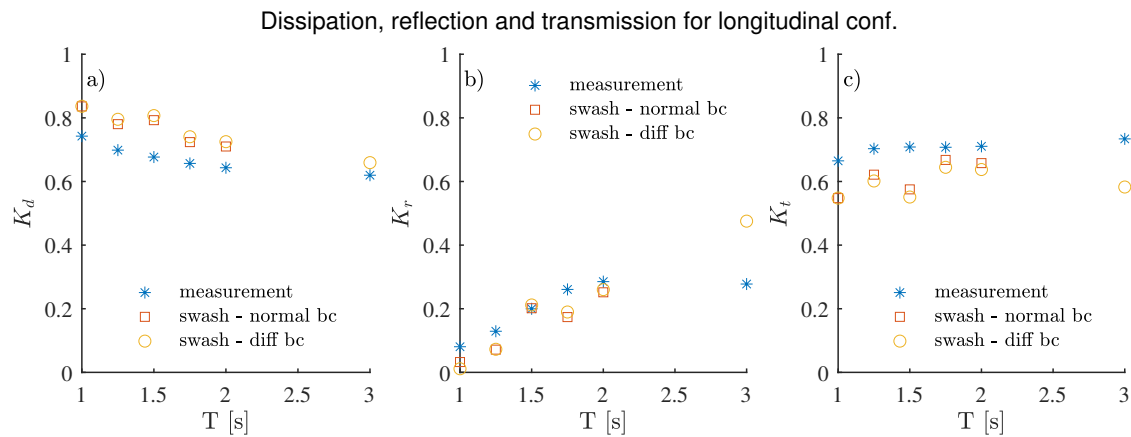 Dissipation, reflection and transmission for longitudinal conf.
a)
1
0.8
0.6
0.4
0.2
0
K_d
measurement
swash - normal bc
swash - diff bc
1 1.5 2 2.5 3
T [s]
b)
1
0.8
0.6
0.4
0.2
0
K_r
measurement
swash - normal bc
swash - diff bc
1 1.5 2 2.5 3
T [s]
c)
1
0.8
0.6
0.4
0.2
0
K_t
measurement
swash - normal bc
swash - diff bc
1 1.5 2 2.5 3
T [s]